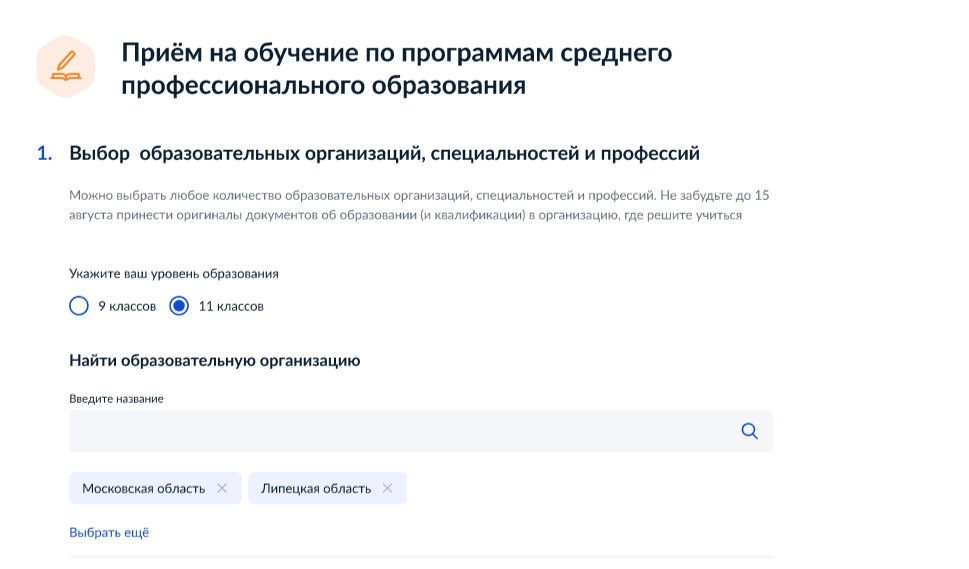 Приём на обучение по программам среднего
профессионального образования
1. Выбор образовательных организаций, специальностей и профессий
Можно выбрать любое количество образовательных организаций, специальностей и профессий. Не забудьте до 15
августа принести оригиналы документов об образовании (и квалификации) в организацию, где решите учиться
Укажите ваш уровень образования
9 классов 11 классов
Найти образовательную организацию
Введите название
Московская область Липецкая область
Выбрать ещё